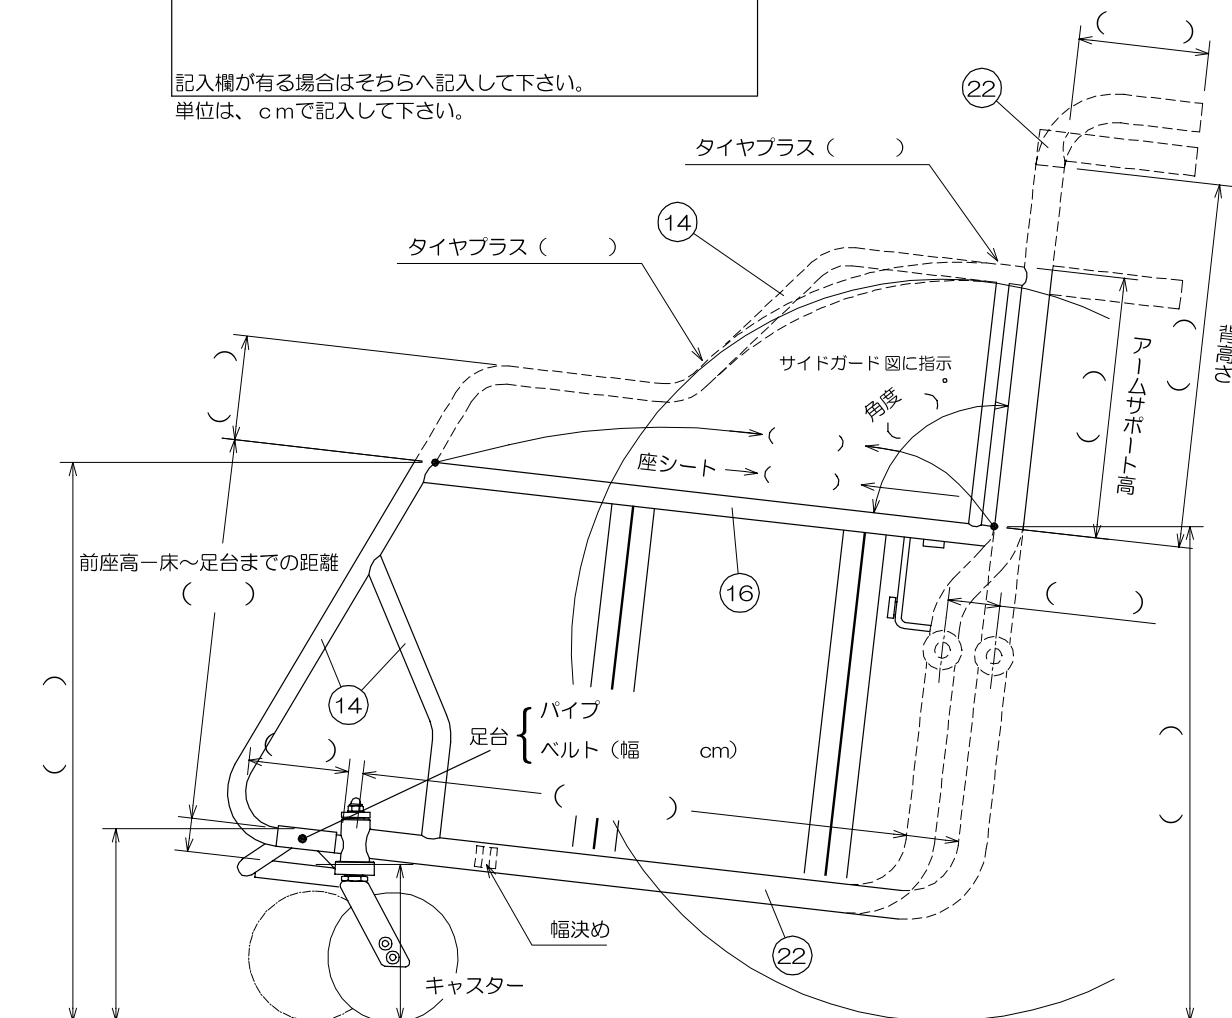 記入欄が有る場合はそちらへ記入して下さい。
単位は、ｃｍで記入して下さい。
(　　　)
22
タイヤプラス（　　　）
14
タイヤプラス（　　　）
サイドガード図に指示
角度
(　　)°
背高さ
(　　)
アームサポート高
(　　)
(　　)
(　　)
座シート
(　　)
16
前座高ー床～足台までの距離
(　　)
(　　)
14
(　　)
(　　)
足台
パイプ
ベルト（幅　　　cm）
(　　)
(　　)
(　　)
幅決め
22
キャスター